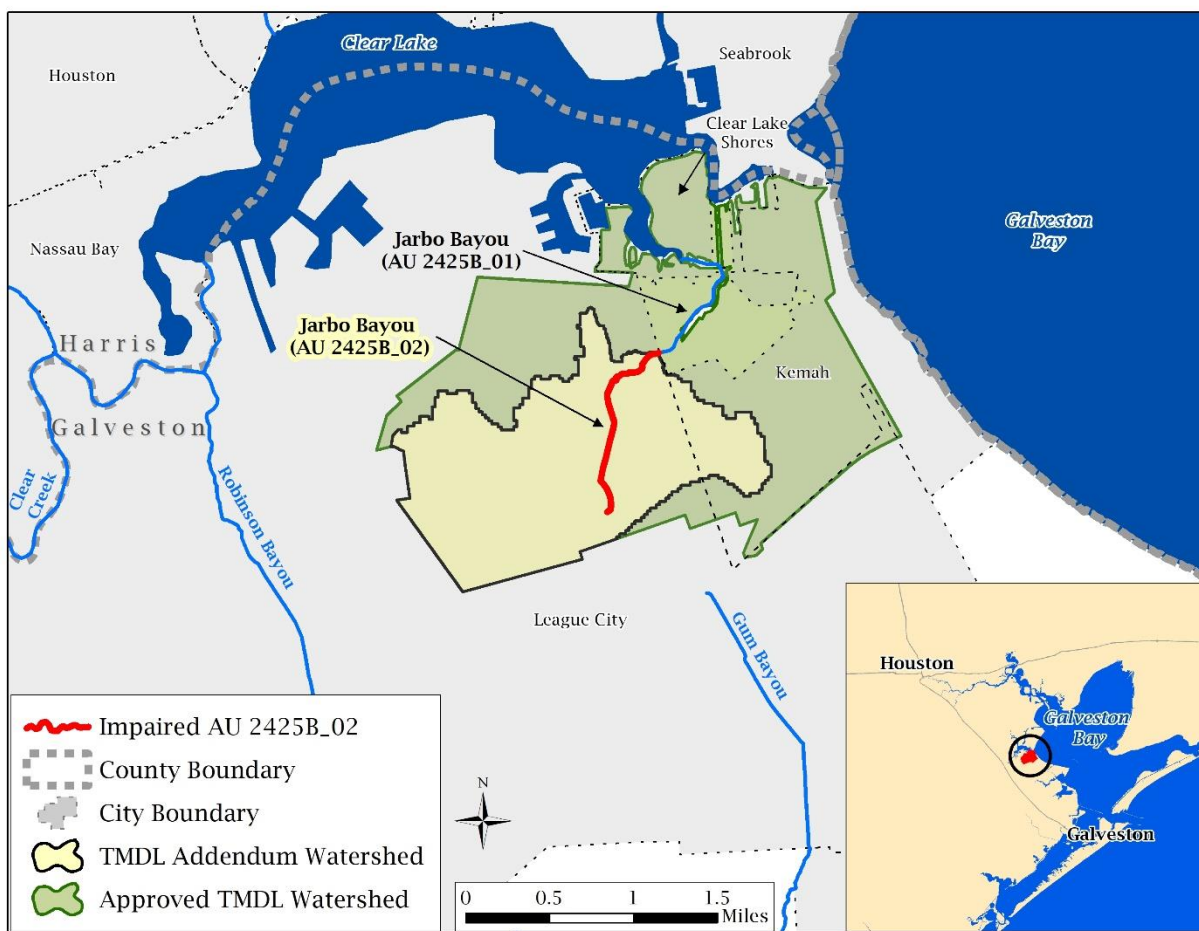 Clear Lake
Seabrook
Houston
Clear Lake
Shores
Galveston
Bay
Nassau Bay
Jarbo Bayou
(AU 2425B_01)
Jarbo Bayou
(AU 2425B_02)
Harris
Kemah
Galveston
Clear
Creek
Robinson Bayou
League City
Gum Bayou
Houston
Galveston
Bay
Galveston
Impaired AU 2425B_02
County Boundary
City Boundary
TMDL Addendum Watershed
Approved TMDL Watershed
N
0 0.5 1 1.5
Miles